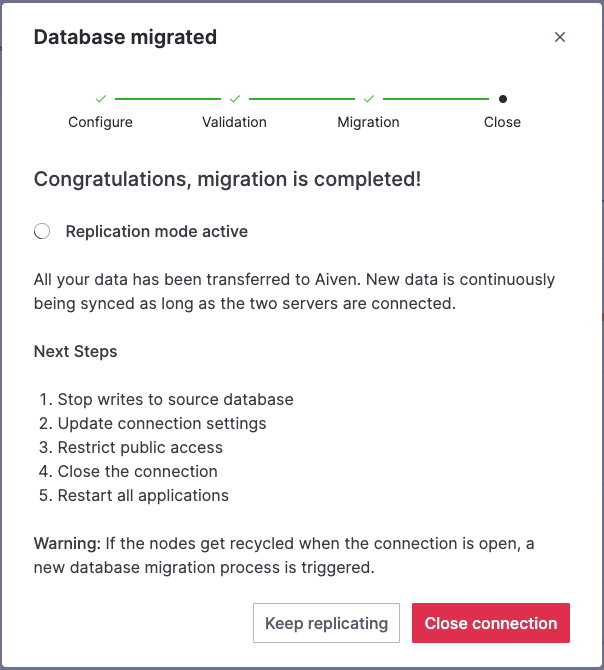 Database migrated
Configure
Validation
Migration
Close
Congratulations, migration is completed!
Replication mode active
All your data has been transferred to Aiven. New data is continuously
being synced as long as the two servers are connected.
Next Steps
1. Stop writes to source database
2. Update connection settings
3. Restrict public access
4. Close the connection
5. Restart all applications
Warning: If the nodes get recycled when the connection is open, a
new database migration process is triggered.
Keep replicating
Close connection